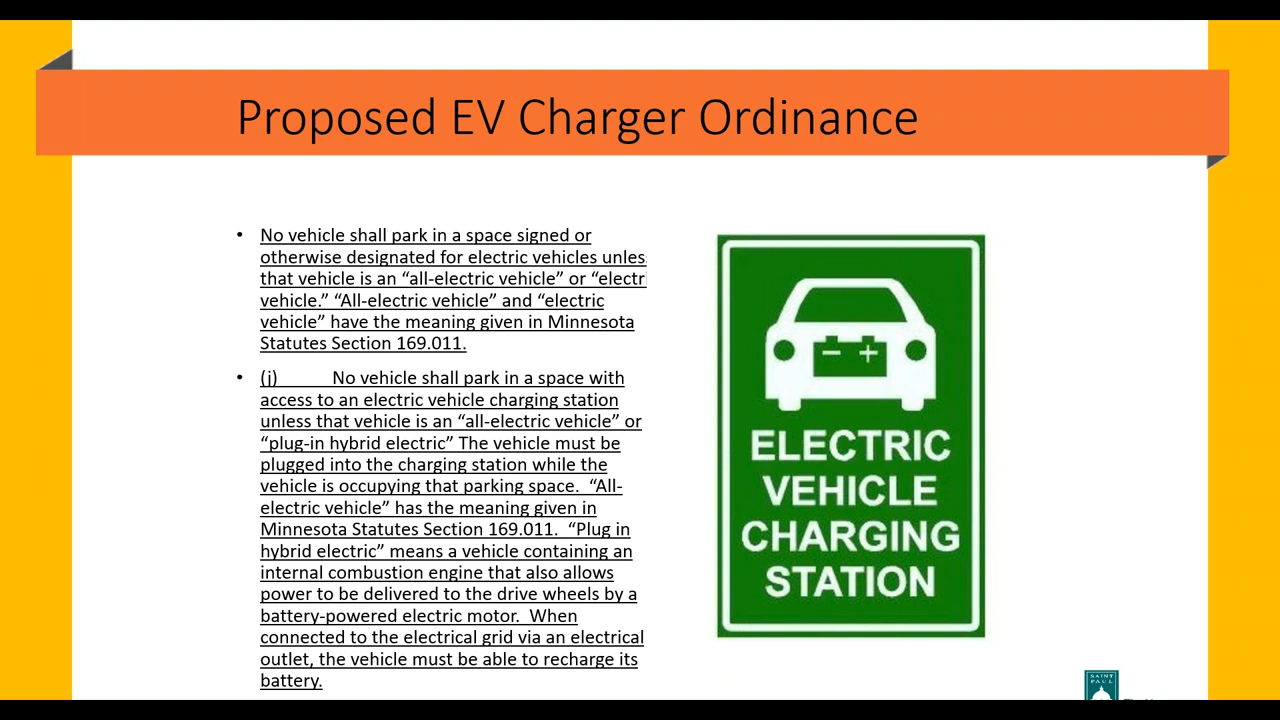 Proposed EV Charger Ordinance
• No vehicle shall park in a space signed or
otherwise designated for electric vehicles unles
that vehicle is an “all-electric vehicle” or “electri
vehicle.” “All-electric vehicle” and “electric
vehicle” have the meaning given in Minnesota
Statutes Section 169.011.
• (j) No vehicle shall park in a space with
access to an electric vehicle charging station
unless that vehicle is an “all-electric vehicle” or
“plug-in hybrid electric” The vehicle must be
plugged into the charging station while the
vehicle is occupying that parking space. “All-
electric vehicle” has the meaning given in
Minnesota Statutes Section 169.011. “Plug in
hybrid electric” means a vehicle containing an
internal combustion engine that also allows
power to be delivered to the drive wheels by a
battery-powered electric motor. When
connected to the electrical grid via an electrical
outlet, the vehicle must be able to recharge its
battery.
ELECTRIC
VEHICLE
CHARGING
STATION
SAINT
PAUL